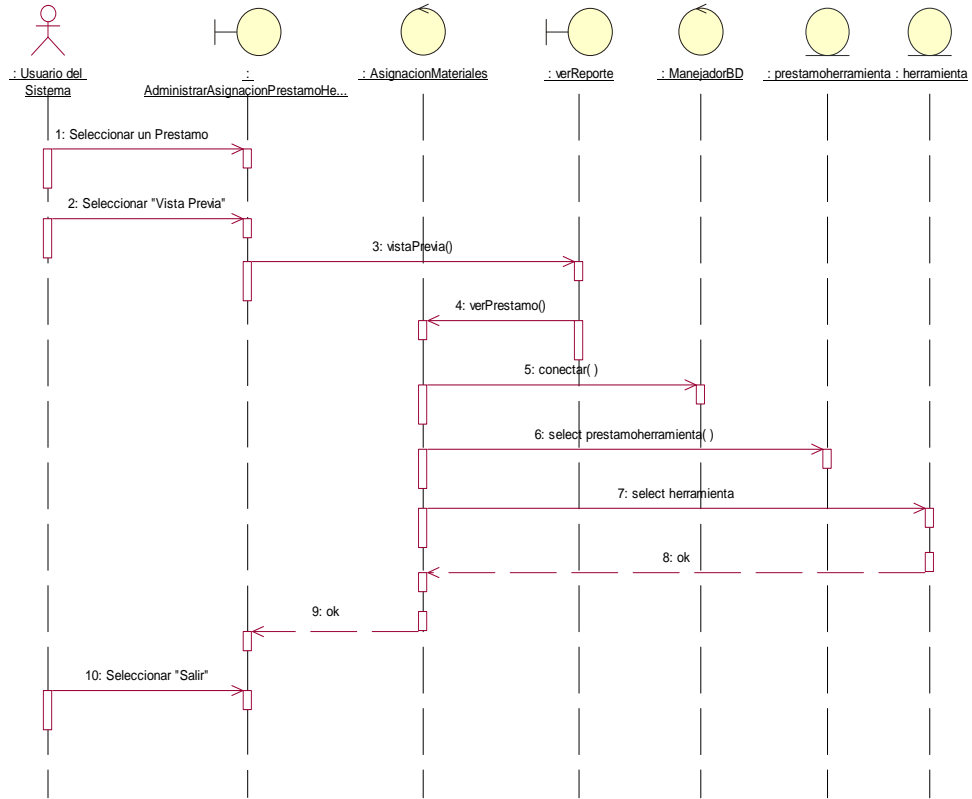 : Usuario del
Sistema
:
AdministrarAsignacionPrestamoHe...
: AsignacionMateriales
: verReporte
: ManejadorBD
: prestamoherramienta
: herramienta
1: Seleccionar un Prestamo
2: Seleccionar "Vista Previa"
3: vistaPrevia()
4: verPrestamo()
5: conectar( )
6: select prestamoherramienta( )
7: select herramienta
8: ok
9: ok
10: Seleccionar "Salir"